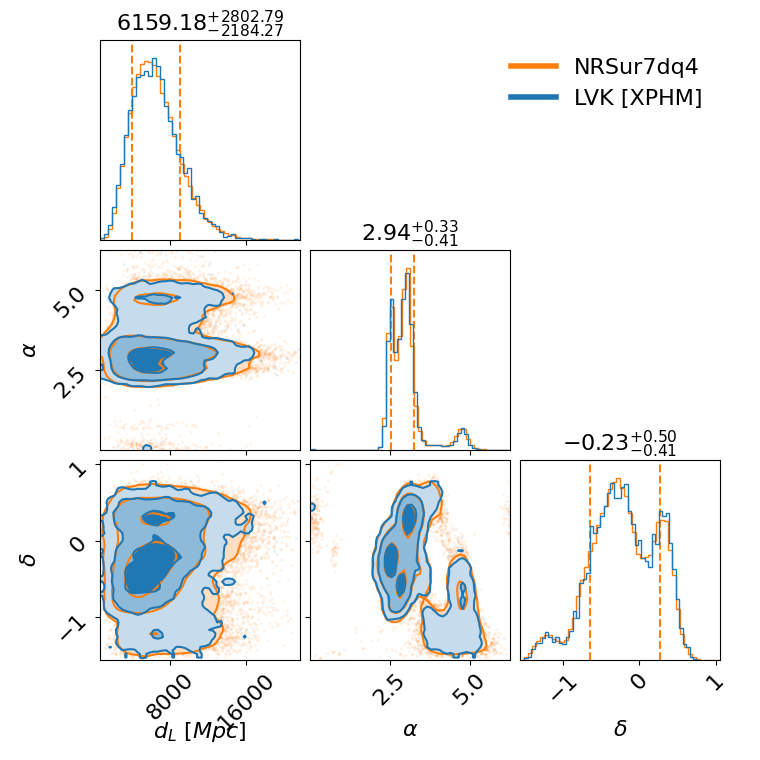 6159.18+2802.79−2184.27
NRSur7dq4
LVK [XPHM]
2.94+0.33−0.41
5.0
α
2.5
−0.23+0.50−0.41
1
0
δ
−1
8000 16000 2.5 5.0 −1 0 1
d_L [Mpc] α δ